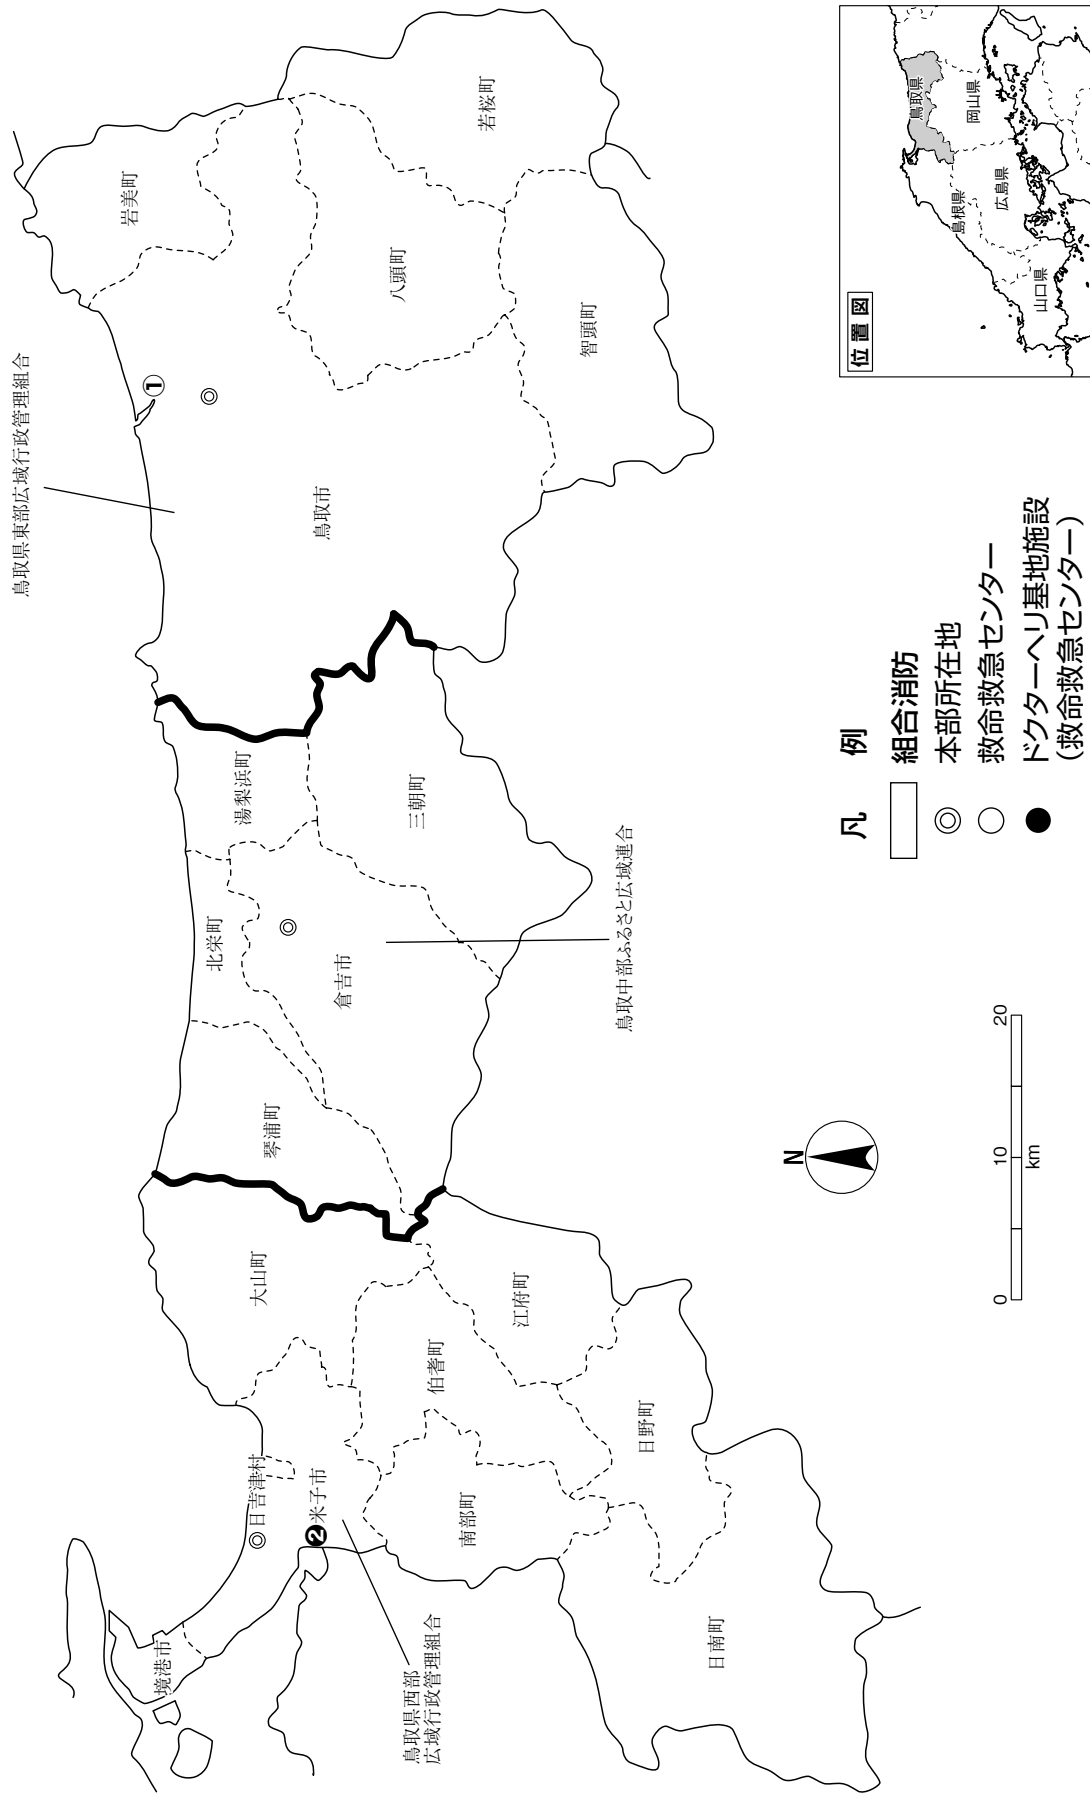 鳥取県東部広域行政管理組合
岩美町
若桜町
八頭町
智頭町
①
鳥取市
湯梨浜町
三朝町
北栄町
倉吉市
琴浦町
鳥取中部ふるさと広域連合
大山町
江府町
伯耆町
日野町
日吉津村
❷米子市
南部町
日南町
境港市
鳥取県西部
広域行政管理組合
凡 例
組合消防
本部所在地
救命救急センター
ドクターヘリ基地施設
(救命救急センター)
N
0 10 20
km
位置図
鳥取県
岡山県
島根県
広島県
山口県